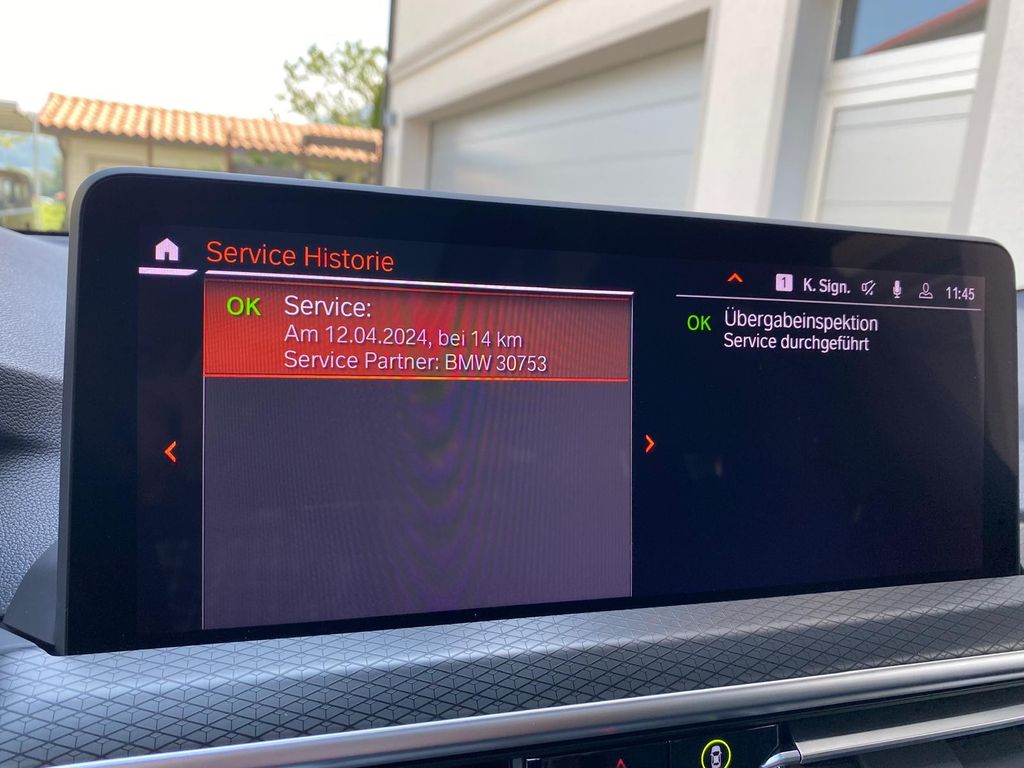 Service Historie
1 K. Sign. 11:45
OK Service:
Am 12.04.2024, bei 14 km
Service Partner: BMW 30753
OK Übergabeinspektion
Service durchgeführt